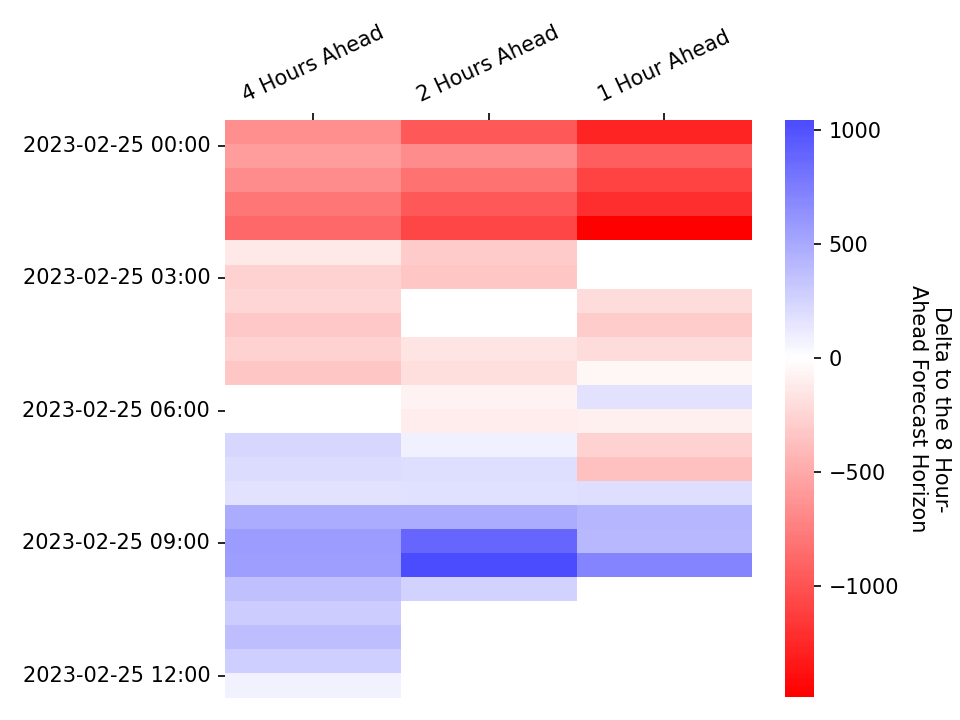 4 Hours Ahead
2 Hours Ahead
1 Hour Ahead
2023-02-25 00:00
2023-02-25 03:00
2023-02-25 06:00
2023-02-25 09:00
2023-02-25 12:00
1000
500
0
−500
−1000
Delta to the 8 Hour-
Ahead Forecast Horizon